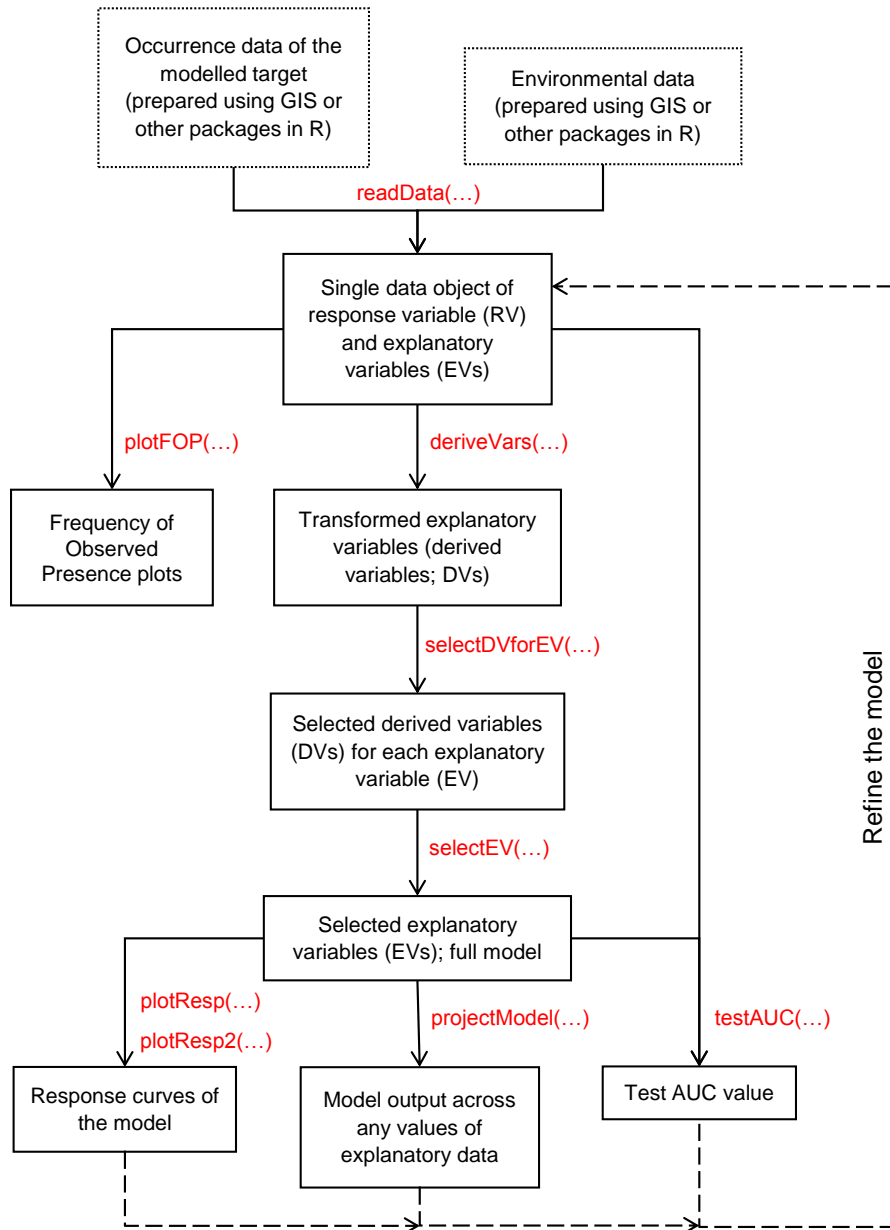 Occurrence data of the
modelled target
(prepared using GIS or
other packages in R)
Environmental data
(prepared using GIS or
other packages in R)
readData(…)
Single data object of
response variable (RV)
and explanatory
variables (EVs)
plotFOP(…)
deriveVars(…)
Frequency of
Observed
Presence plots
Transformed explanatory
variables (derived
variables; DVs)
selectDVforEV(…)
Selected derived variables
(DVs) for each explanatory
variable (EV)
Refine the model
selectEV(…)
Selected explanatory
variables (EVs); full model
plotResp(…)
plotResp2(…)
projectModel(…)
testAUC(…)
Response curves of
the model
Model output across
any values of
explanatory data
Test AUC value